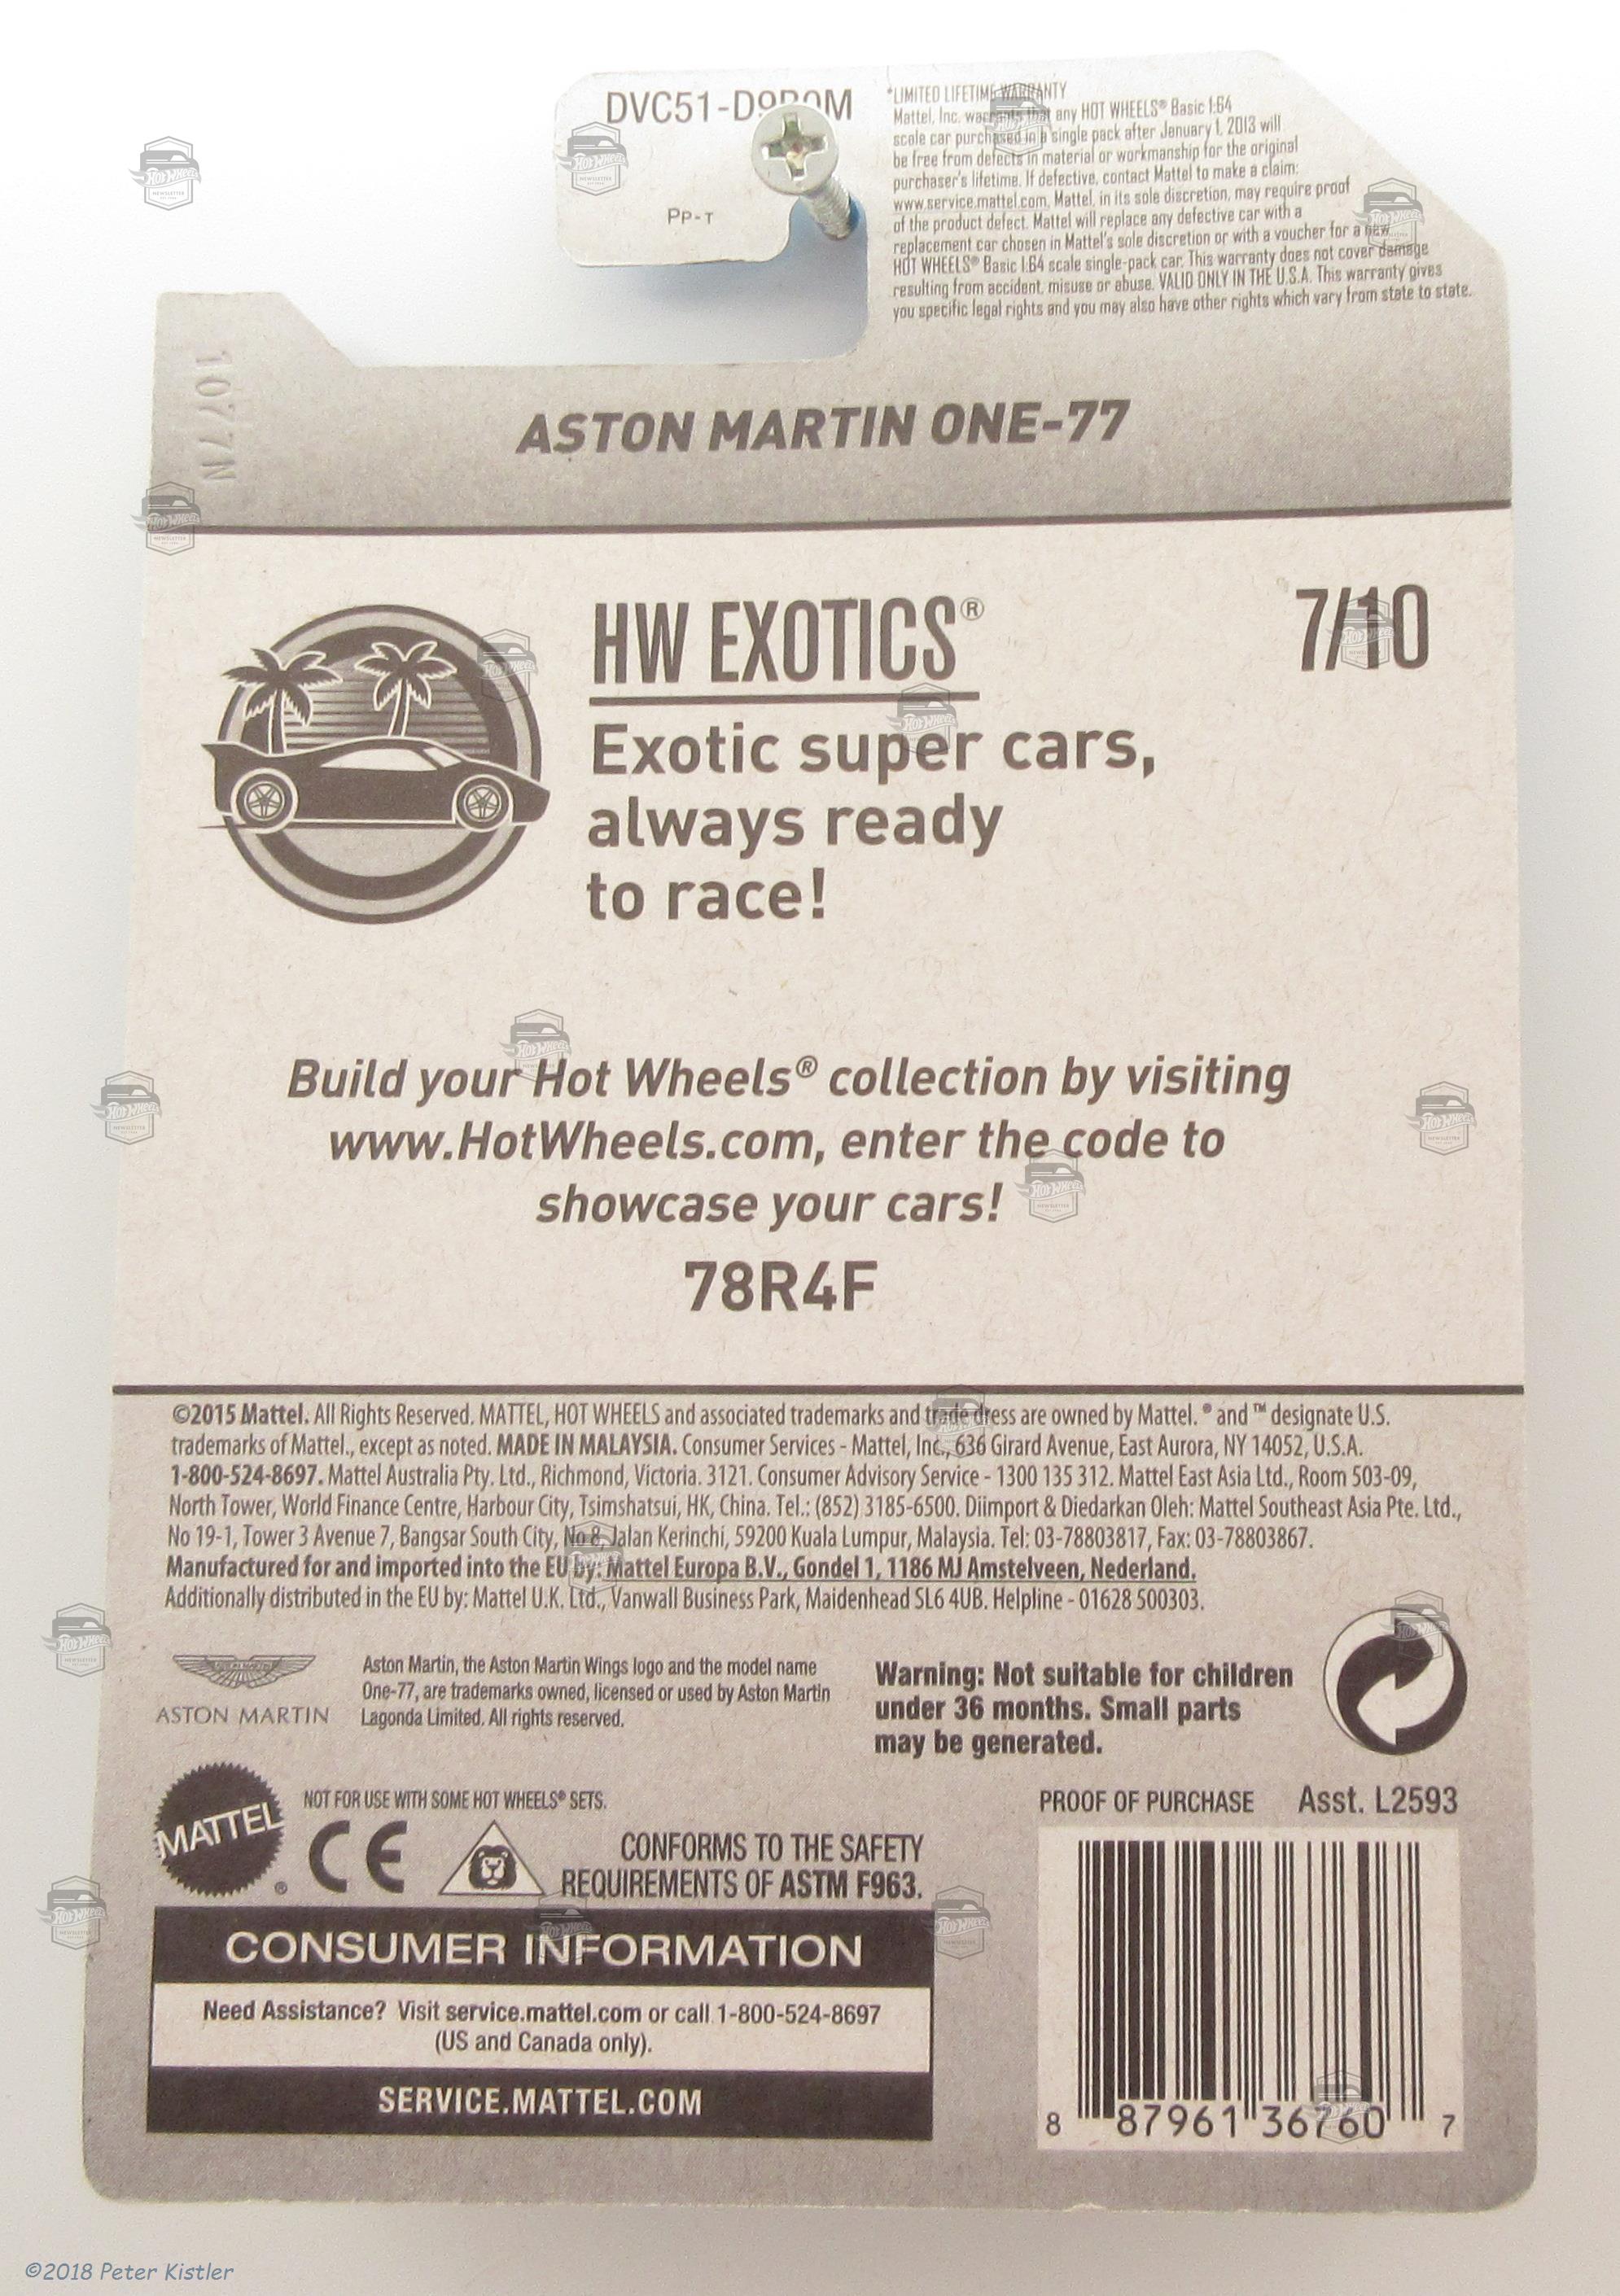 DVC51-D9B0M
Pp-T
*LIMITED LIFETIME WARRANTY
Mattel, Inc. warrants that any HOT WHEELS® Basic 1:64
scale car purchased in a single pack after January 1, 2013 will
be free from defects in material or workmanship for the original
purchaser's lifetime. If defective, contact Mattel to make a claim:
www.service.mattel.com. Mattel, in its sole discretion, may require proof
of the product defect. Mattel will replace any defective car with a
replacement car chosen in Mattel's sole discretion or with a voucher for a new
HOT WHEELS® Basic 1:64 scale single-pack car. This warranty does not cover damage
resulting from accident, misuse or abuse. VALID ONLY IN THE U.S.A. This warranty gives
you specific legal rights and you may also have other rights which vary from state to state.
1077N
ASTON MARTIN ONE-77
HW EXOTICS®
7/10
Exotic super cars,
always ready
to race!
Build your Hot Wheels® collection by visiting
www.HotWheels.com, enter the code to
showcase your cars!
78R4F
©2015 Mattel. All Rights Reserved. MATTEL, HOT WHEELS and associated trademarks and trade dress are owned by Mattel. ® and ™ designate U.S.
trademarks of Mattel., except as noted. MADE IN MALAYSIA. Consumer Services - Mattel, Inc., 636 Girard Avenue, East Aurora, NY 14052, U.S.A.
1-800-524-8697. Mattel Australia Pty. Ltd., Richmond, Victoria. 3121. Consumer Advisory Service - 1300 135 312. Mattel East Asia Ltd., Room 503-09,
North Tower, World Finance Centre, Harbour City, Tsimshatsui, HK, China. Tel.: (852) 3185-6500. Diimport & Diedarkan Oleh: Mattel Southeast Asia Pte. Ltd.,
No 19-1, Tower 3 Avenue 7, Bangsar South City, No 8, Jalan Kerinchi, 59200 Kuala Lumpur, Malaysia. Tel: 03-78803817, Fax: 03-78803867.
Manufactured for and imported into the EU by: Mattel Europa B.V., Gondel 1, 1186 MJ Amstelveen, Nederland.
Additionally distributed in the EU by: Mattel U.K. Ltd., Vanwall Business Park, Maidenhead SL6 4UB. Helpline - 01628 500303.
ASTON MARTIN
Aston Martin, the Aston Martin Wings logo and the model name
One-77, are trademarks owned, licensed or used by Aston Martin
Lagonda Limited. All rights reserved.
Warning: Not suitable for children
under 36 months. Small parts
may be generated.
MATTEL®
NOT FOR USE WITH SOME HOT WHEELS® SETS.
CE
CONFORMS TO THE SAFETY
REQUIREMENTS OF ASTM F963.
PROOF OF PURCHASE Asst. L2593
CONSUMER INFORMATION
Need Assistance? Visit service.mattel.com or call 1-800-524-8697
(US and Canada only).
SERVICE.MATTEL.COM
8 87961 36760 7
©2018 Peter Kistler